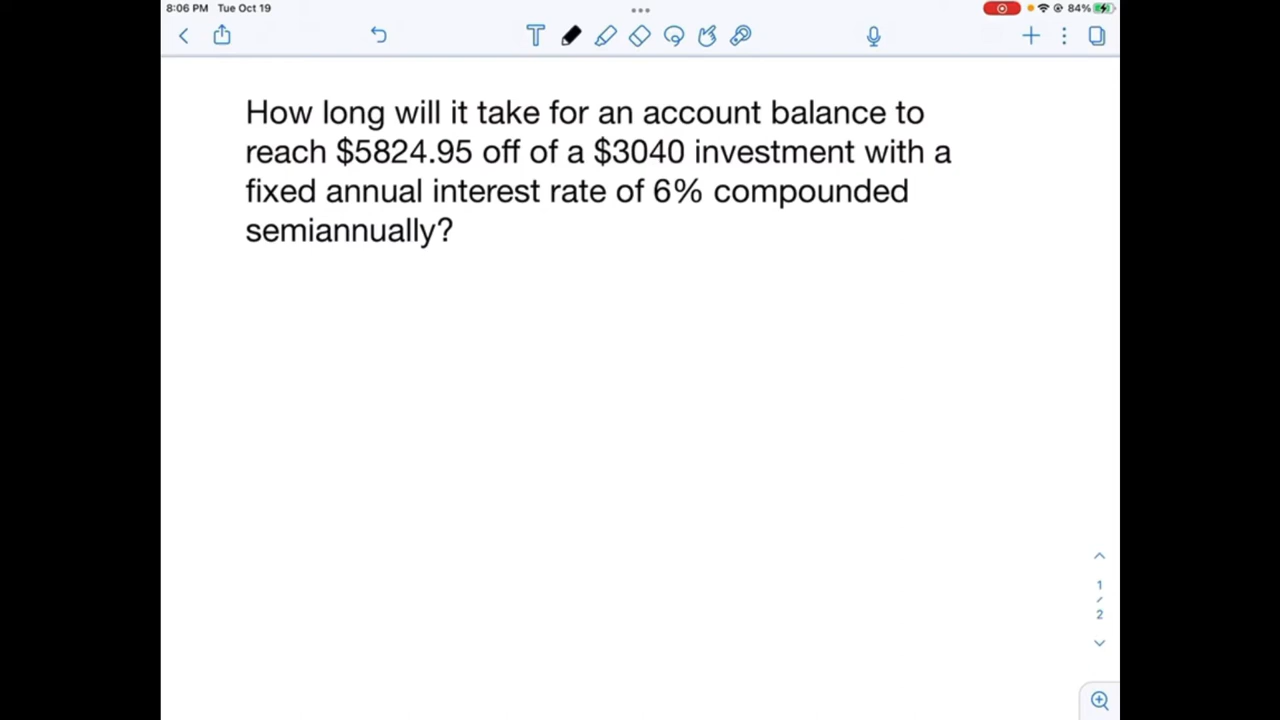 8:06 PM Tue Oct 19
84%
T
How long will it take for an account balance to
reach $5824.95 off of a $3040 investment with a
fixed annual interest rate of 6% compounded
semiannually?
1
/
2